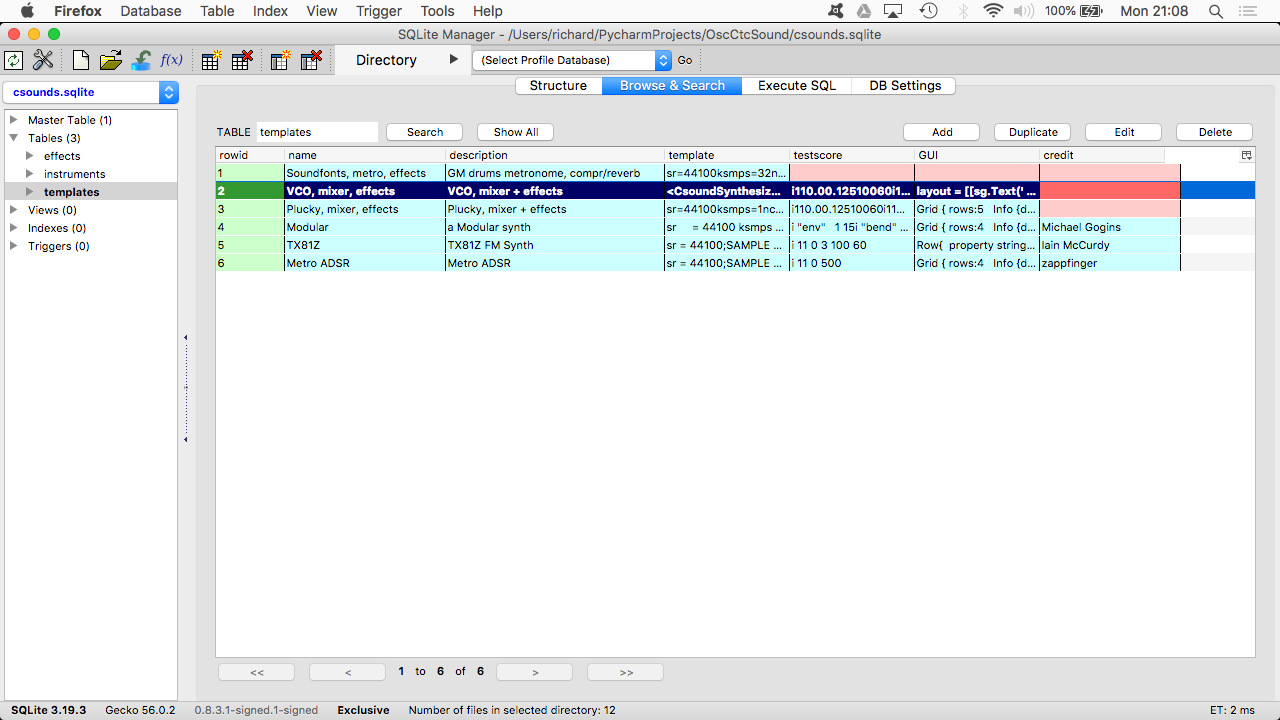 Firefox Database Table Index View Trigger Tools Help 100% Mon 21:08
SQLite Manager - /Users/richard/PycharmProjects/OscCtcSound/csounds.sqlite
f(x) Directory (Select Profile Database) Go
csounds.sqlite
Master Table (1)
Tables (3)
effects
instruments
templates
Views (0)
Indexes (0)
Triggers (0)
Structure Browse & Search Execute SQL DB Settings
TABLE templates Search Show All Add Duplicate Edit Delete
rowid name description template testscore GUI credit
1 Soundfonts, metro, effects GM drums metronome, compr/reverb sr=44100ksmps=32n...
2 VCO, mixer, effects VCO, mixer + effects <CsoundSynthesiz... i110.00.12510060i1... layout = [[sg.Text(' ...
3 Plucky, mixer, effects Plucky, mixer + effects sr=44100ksmps=1nc... i110.00.12510060i11... Grid { rows:5 Info {d...
4 Modular a Modular synth sr = 44100 ksmps ... i "env" 1 15i "bend" ... Grid { rows:4 Info {d... Michael Gogins
5 TX81Z TX81Z FM Synth sr = 44100;SAMPLE ... i 11 0 3 100 60 Row{ property string... Iain McCurdy
6 Metro ADSR Metro ADSR sr = 44100;SAMPLE ... i 11 0 500 Grid { rows:4 Info {d... zappfinger
<< < 1 to 6 of 6 > >>
SQLite 3.19.3 Gecko 56.0.2 0.8.3.1-signed.1-signed Exclusive Number of files in selected directory: 12 ET: 2 ms